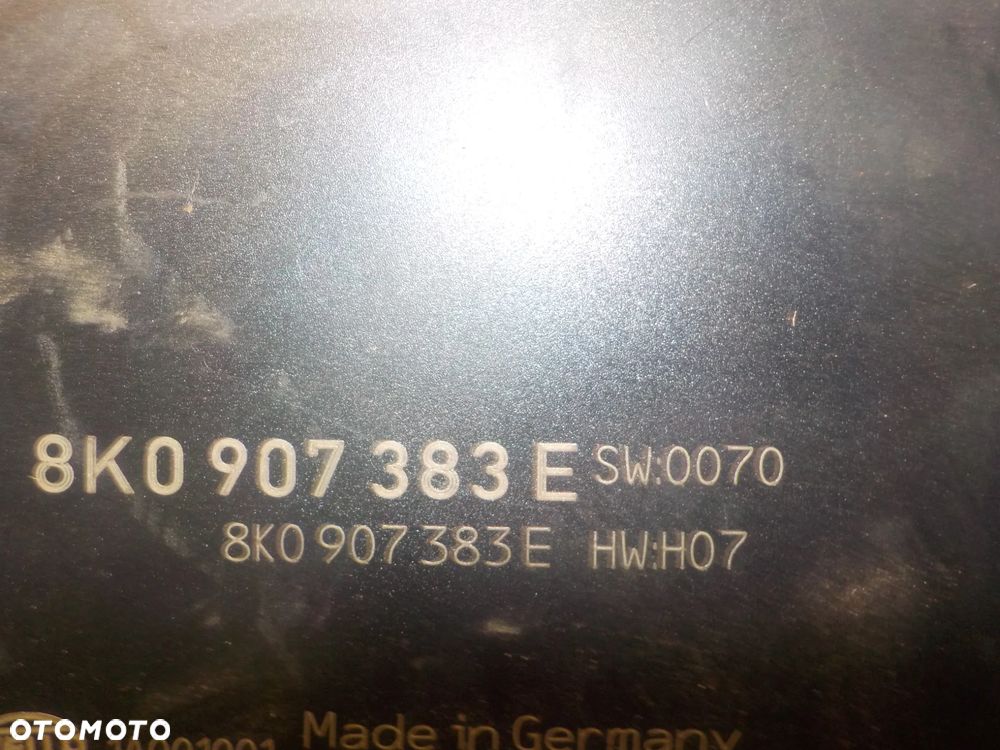 8K0 907 383 E SW:0070
8K0 907 383 E HW:H07
Made in Germany
OTOMOTO